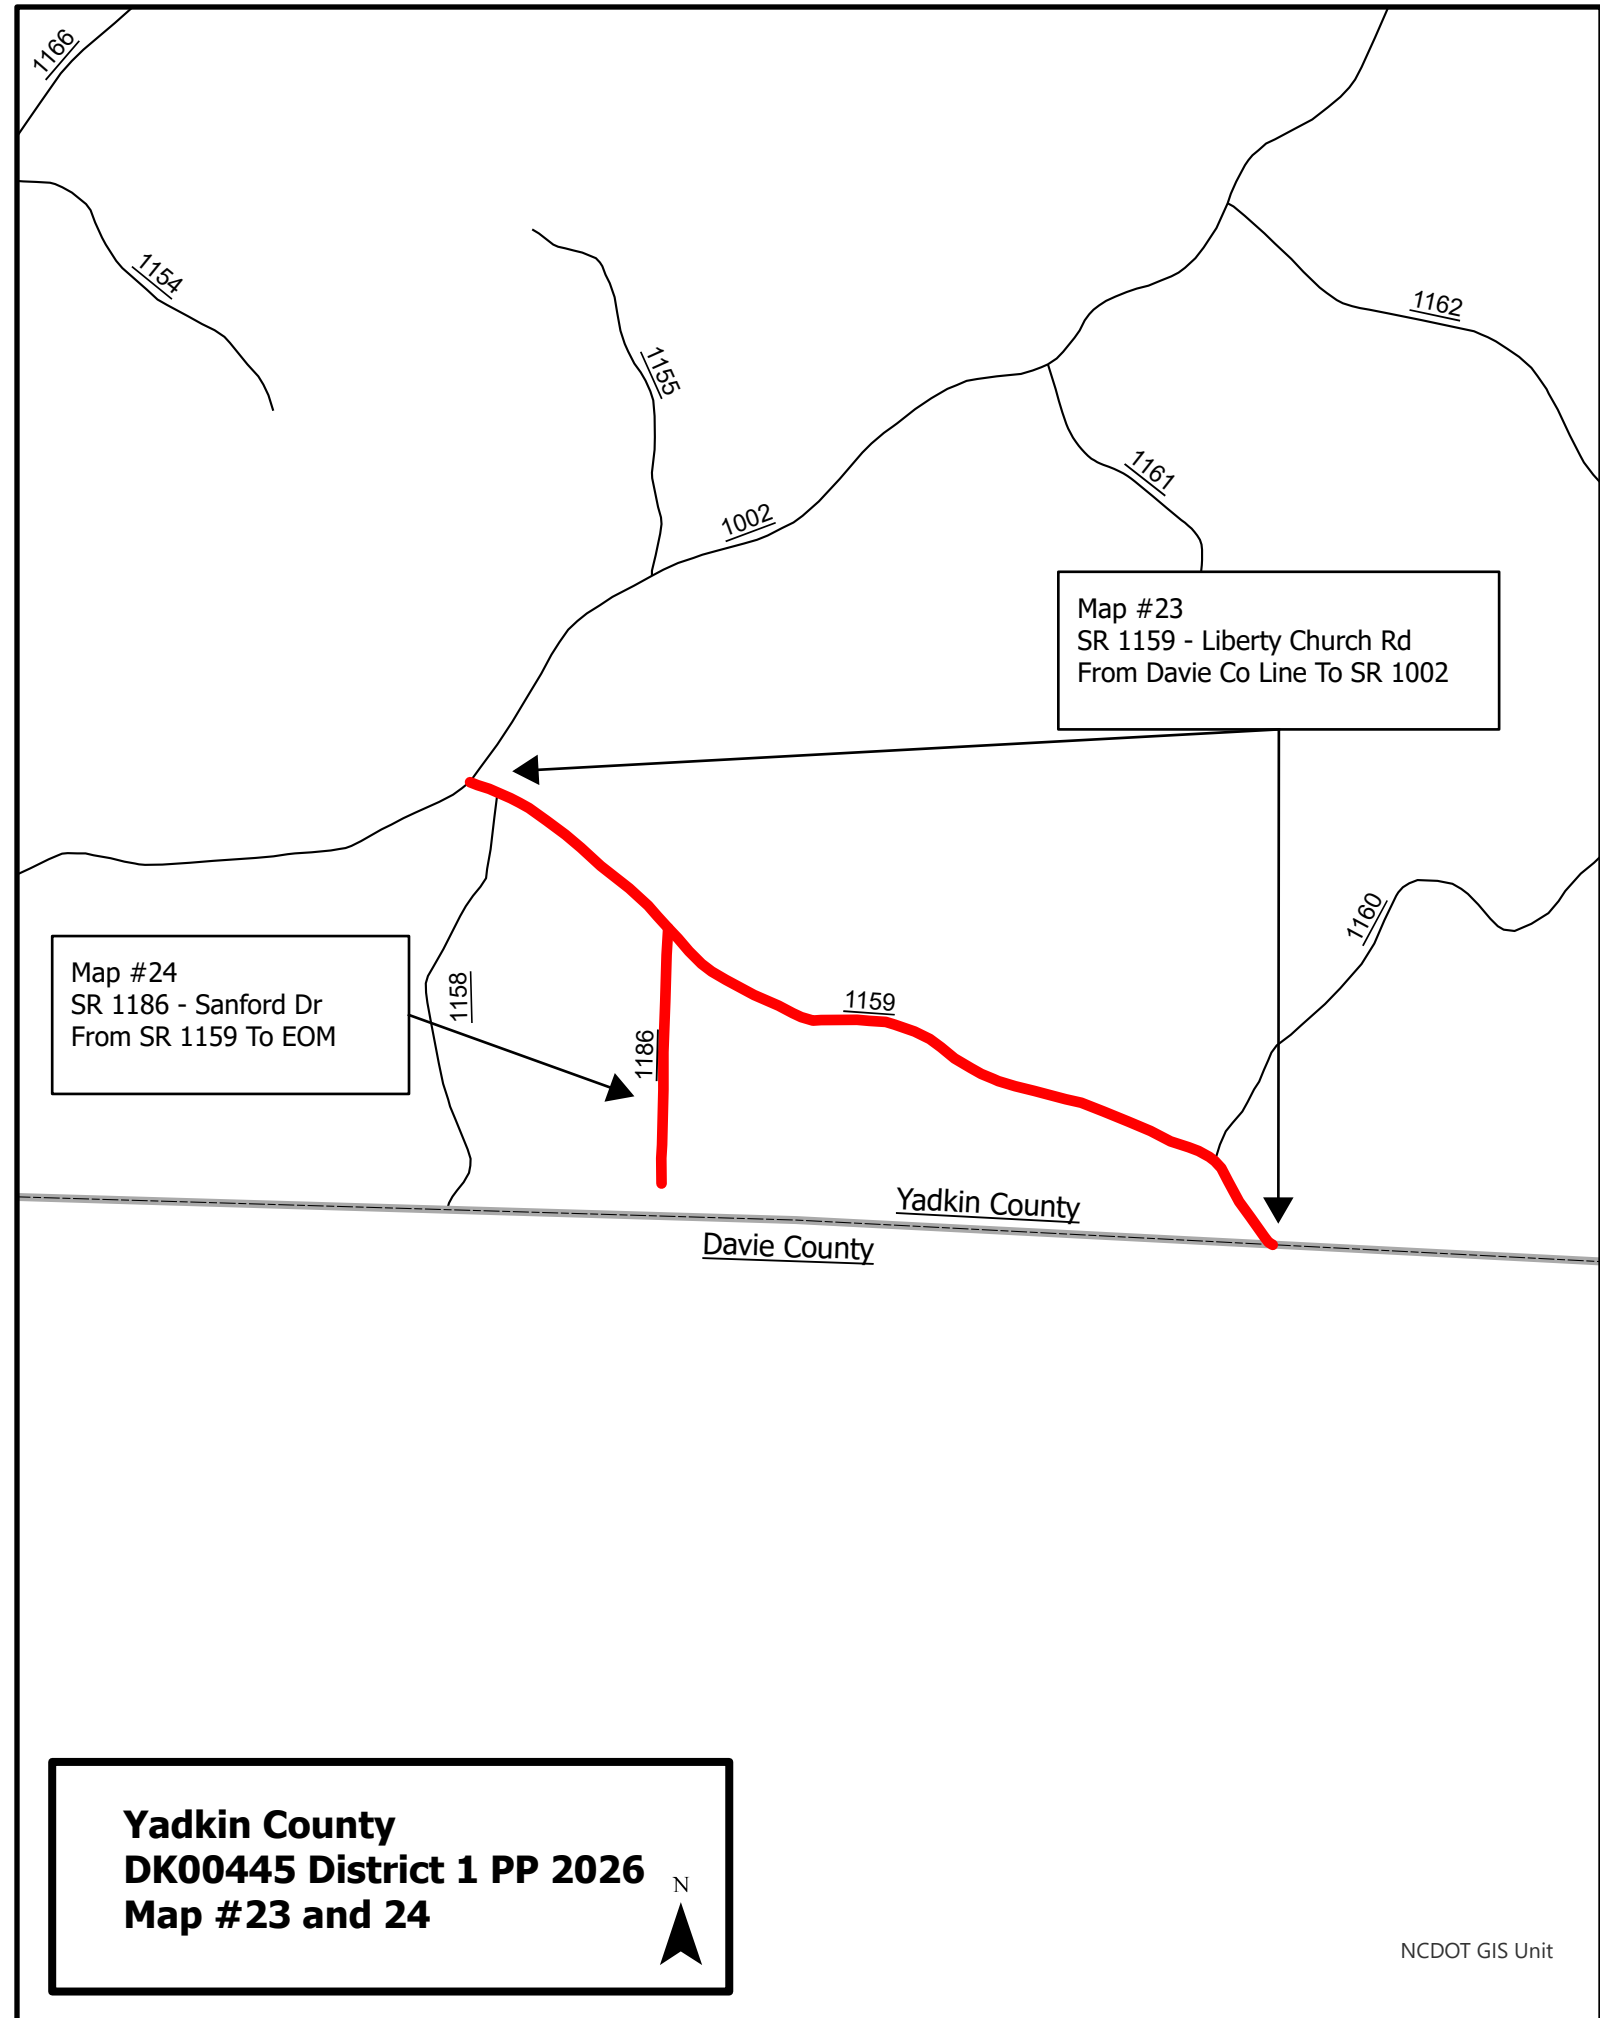 1166
1154
1155
1162
1161
1002
Map #23
SR 1159 - Liberty Church Rd
From Davie Co Line To SR 1002
1160
Map #24
SR 1186 - Sanford Dr
From SR 1159 To EOM
1158
1159
1186
Yadkin County
Davie County
Yadkin County
DK00445 District 1 PP 2026
Map #23 and 24
N
NCDOT GIS Unit